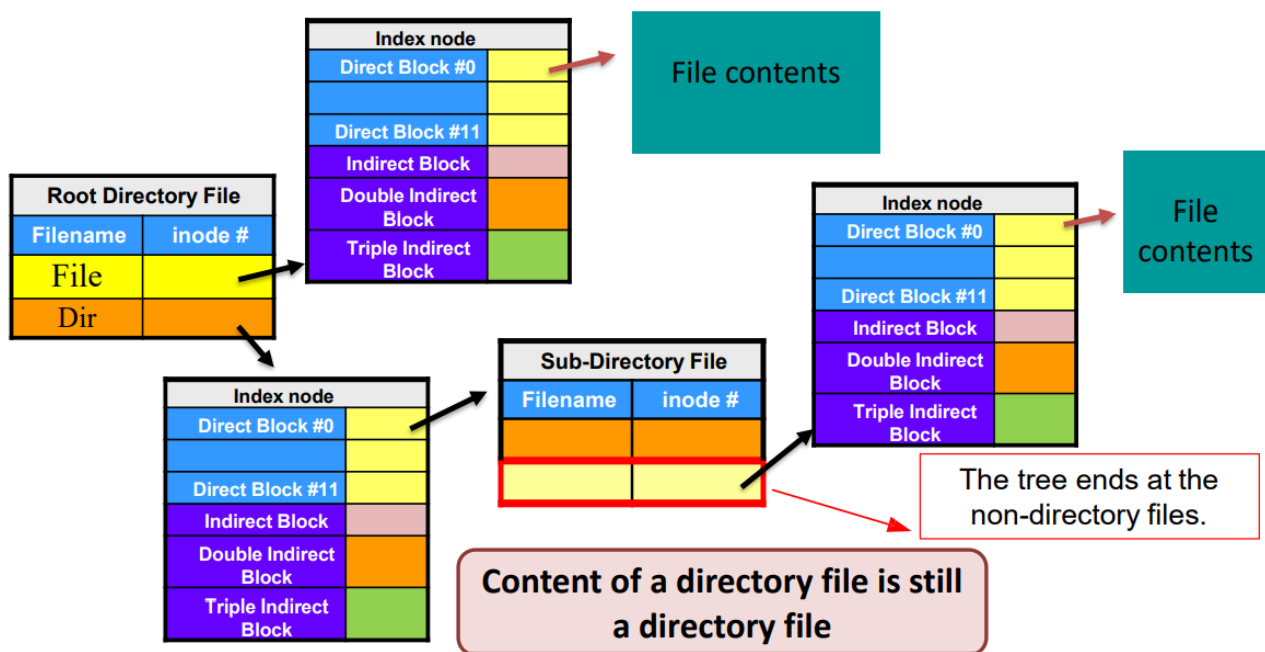 Index node
Direct Block #0
Direct Block #11
Indirect Block
Double Indirect
Block
Triple Indirect
Block
File contents
Root Directory File
Filename inode #
File
Dir
Index node
Direct Block #0
Direct Block #11
Indirect Block
Double Indirect
Block
Triple Indirect
Block
Sub-Directory File
Filename inode #
Index node
Direct Block #0
Direct Block #11
Indirect Block
Double Indirect
Block
Triple Indirect
Block
File
contents
The tree ends at the
non-directory files.
Content of a directory file is still
a directory file